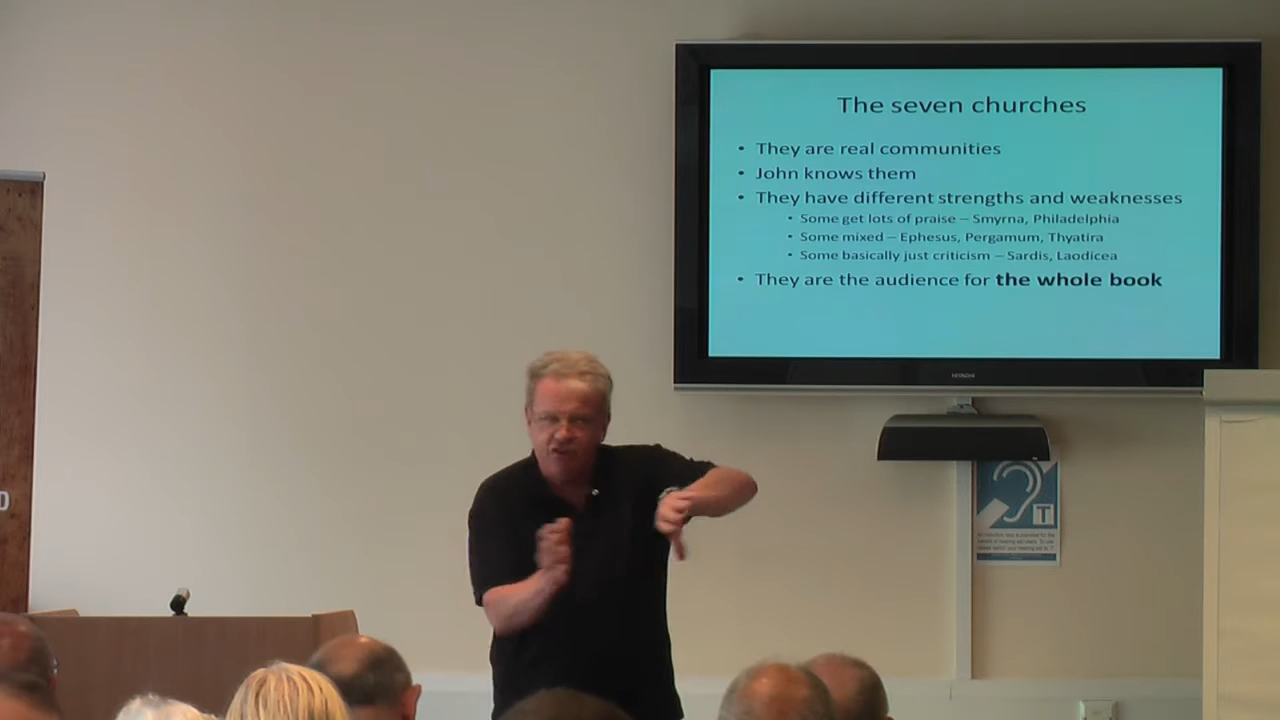 The seven churches
• They are real communities
• John knows them
• They have different strengths and weaknesses
• Some get lots of praise – Smyrna, Philadelphia
• Some mixed – Ephesus, Pergamum, Thyatira
• Some basically just criticism – Sardis, Laodicea
• They are the audience for the whole book
HITACHI
T
D